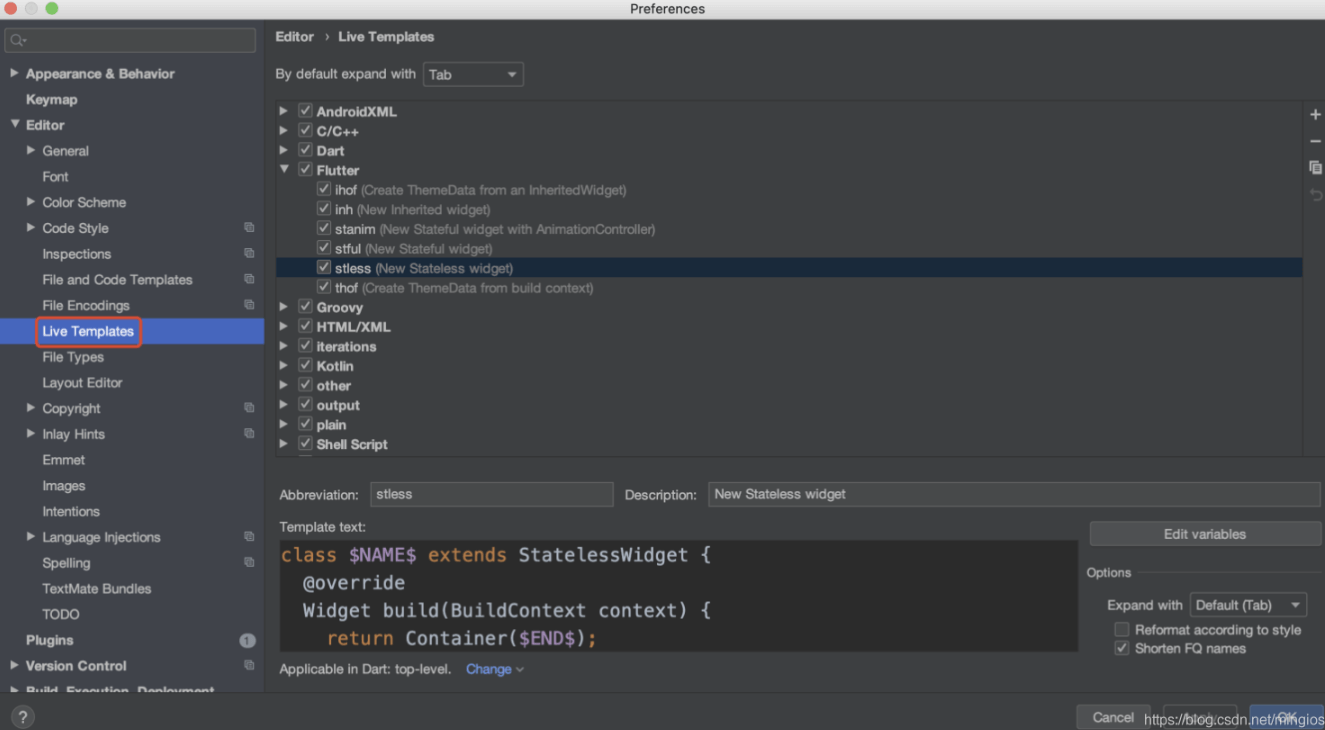 Preferences
Appearance & Behavior
Keymap
Editor
General
Font
Color Scheme
Code Style
Inspections
File and Code Templates
File Encodings
Live Templates
File Types
Layout Editor
Copyright
Inlay Hints
Emmet
Images
Intentions
Language Injections
Spelling
TextMate Bundles
TODO
Plugins 1
Version Control
Build, Execution, Deployment
?
Editor › Live Templates
By default expand with Tab
AndroidXML
C/C++
Dart
Flutter
ihof (Create ThemeData from an InheritedWidget)
inh (New Inherited widget)
stanim (New Stateful widget with AnimationController)
stful (New Stateful widget)
stless (New Stateless widget)
thof (Create ThemeData from build context)
Groovy
HTML/XML
iterations
Kotlin
other
output
plain
Shell Script
Abbreviation: stless Description: New Stateless widget
Template text:
class $NAME$ extends StatelessWidget {
@override
Widget build(BuildContext context) {
return Container($END$);
Applicable in Dart: top-level. Change
Edit variables
Options
Expand with Default (Tab)
Reformat according to style
Shorten FQ names
Cancel Apply OK
https://blog.csdn.net/mingios